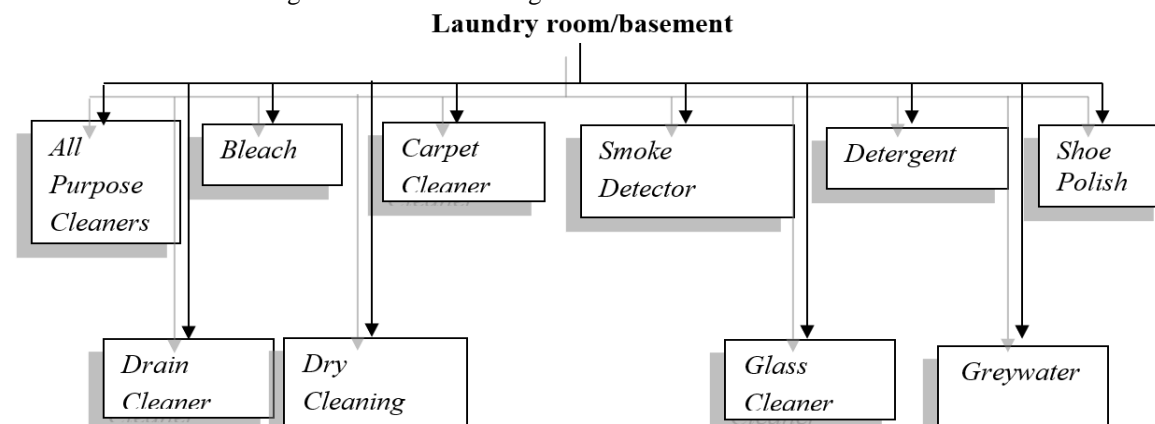 Laundry room/basement
All
Purpose
Cleaners
Bleach
Carpet
Cleaner
Smoke
Detector
Detergent
Shoe
Polish
Drain
Cleaner
Dry
Cleaning
Glass
Cleaner
Greywater